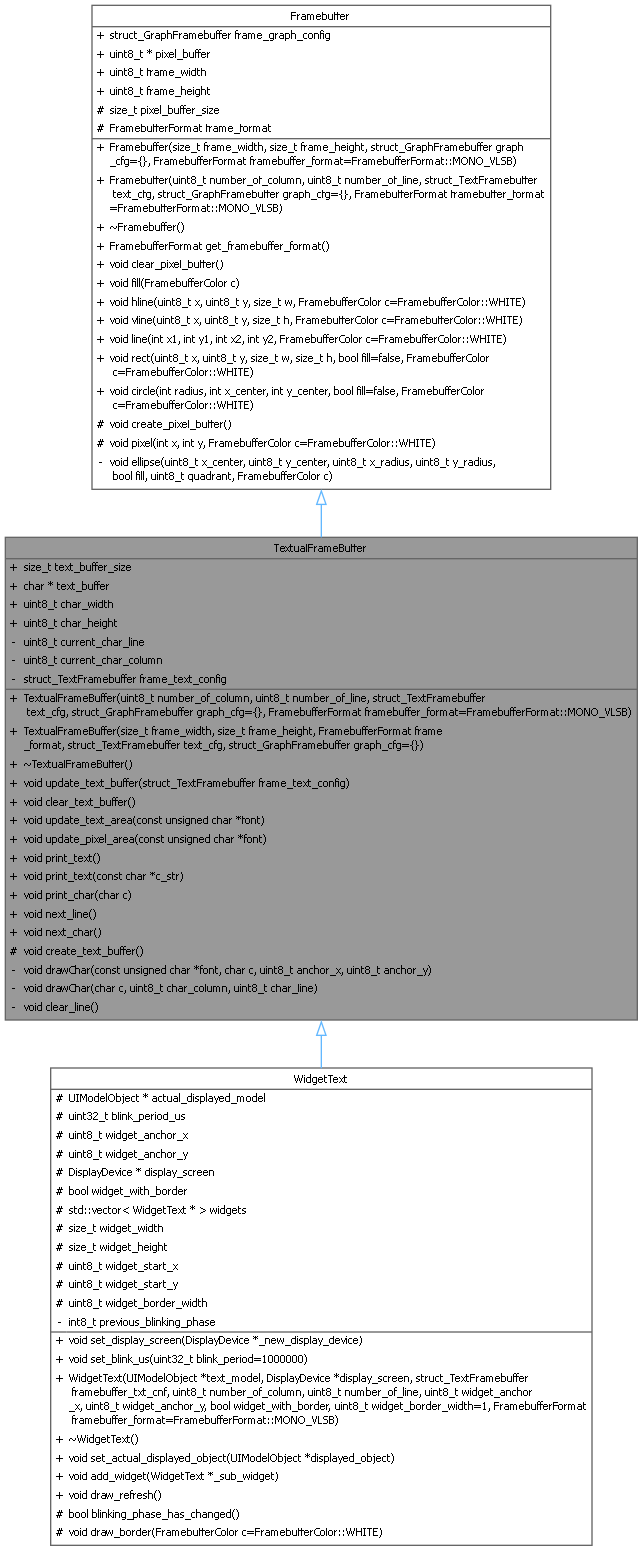 Framebuffer
+ struct_GraphFramebuffer frame_graph_config
+ uint8_t * pixel_buffer
+ uint8_t frame_width
+ uint8_t frame_height
# size_t pixel_buffer_size
# FramebufferFormat frame_format
+ Framebuffer(size_t frame_width, size_t frame_height, struct_GraphFramebuffer graph
_cfg={}, FramebufferFormat framebuffer_format=FramebufferFormat::MONO_VLSB)
+ Framebuffer(uint8_t number_of_column, uint8_t number_of_line, struct_TextFramebuffer
text_cfg, struct_GraphFramebuffer graph_cfg={}, FramebufferFormat framebuffer_format
=FramebufferFormat::MONO_VLSB)
+ ~Framebuffer()
+ FramebufferFormat get_framebuffer_format()
+ void clear_pixel_buffer()
+ void fill(FramebufferColor c)
+ void hline(uint8_t x, uint8_t y, size_t w, FramebufferColor c=FramebufferColor::WHITE)
+ void vline(uint8_t x, uint8_t y, size_t h, FramebufferColor c=FramebufferColor::WHITE)
+ void line(int x1, int y1, int x2, int y2, FramebufferColor c=FramebufferColor::WHITE)
+ void rect(uint8_t x, uint8_t y, size_t w, size_t h, bool fill=false, FramebufferColor
c=FramebufferColor::WHITE)
+ void circle(int radius, int x_center, int y_center, bool fill=false, FramebufferColor
c=FramebufferColor::WHITE)
# void create_pixel_buffer()
# void pixel(int x, int y, FramebufferColor c=FramebufferColor::WHITE)
- void ellipse(uint8_t x_center, uint8_t y_center, uint8_t x_radius, uint8_t y_radius,
bool fill, uint8_t quadrant, FramebufferColor c)
TextualFrameBuffer
+ size_t text_buffer_size
+ char * text_buffer
+ uint8_t char_width
+ uint8_t char_height
- uint8_t current_char_line
- uint8_t current_char_column
- struct_TextFramebuffer frame_text_config
+ TextualFrameBuffer(uint8_t number_of_column, uint8_t number_of_line, struct_TextFramebuffer
text_cfg, struct_GraphFramebuffer graph_cfg={}, FramebufferFormat framebuffer_format=FramebufferFormat::MONO_VLSB)
+ TextualFrameBuffer(size_t frame_width, size_t frame_height, FramebufferFormat frame
_format, struct_TextFramebuffer text_cfg, struct_GraphFramebuffer graph_cfg={})
+ ~TextualFrameBuffer()
+ void update_text_buffer(struct_TextFramebuffer frame_text_config)
+ void clear_text_buffer()
+ void update_text_area(const unsigned char *font)
+ void update_pixel_area(const unsigned char *font)
+ void print_text()
+ void print_text(const char *c_str)
+ void print_char(char c)
+ void next_line()
+ void next_char()
# void create_text_buffer()
- void drawChar(const unsigned char *font, char c, uint8_t anchor_x, uint8_t anchor_y)
- void drawChar(char c, uint8_t char_column, uint8_t char_line)
- void clear_line()
WidgetText
# UIModelObject * actual_displayed_model
# uint32_t blink_period_us
# uint8_t widget_anchor_x
# uint8_t widget_anchor_y
# DisplayDevice * display_screen
# bool widget_with_border
# std::vector< WidgetText * > widgets
# size_t widget_width
# size_t widget_height
# uint8_t widget_start_x
# uint8_t widget_start_y
# uint8_t widget_border_width
- int8_t previous_blinking_phase
+ void set_display_screen(DisplayDevice *_new_display_device)
+ void set_blink_us(uint32_t blink_period=1000000)
+ WidgetText(UIModelObject *text_model, DisplayDevice *display_screen, struct_TextFramebuffer
framebuffer_txt_cnf, uint8_t number_of_column, uint8_t number_of_line, uint8_t widget_anchor
_x, uint8_t widget_anchor_y, bool widget_with_border, uint8_t widget_border_width=1, FramebufferFormat
framebuffer_format=FramebufferFormat::MONO_VLSB)
+ ~WidgetText()
+ void set_actual_displayed_object(UIModelObject *displayed_object)
+ void add_widget(WidgetText *_sub_widget)
+ void draw_refresh()
# bool blinking_phase_has_changed()
# void draw_border(FramebufferColor c=FramebufferColor::WHITE)